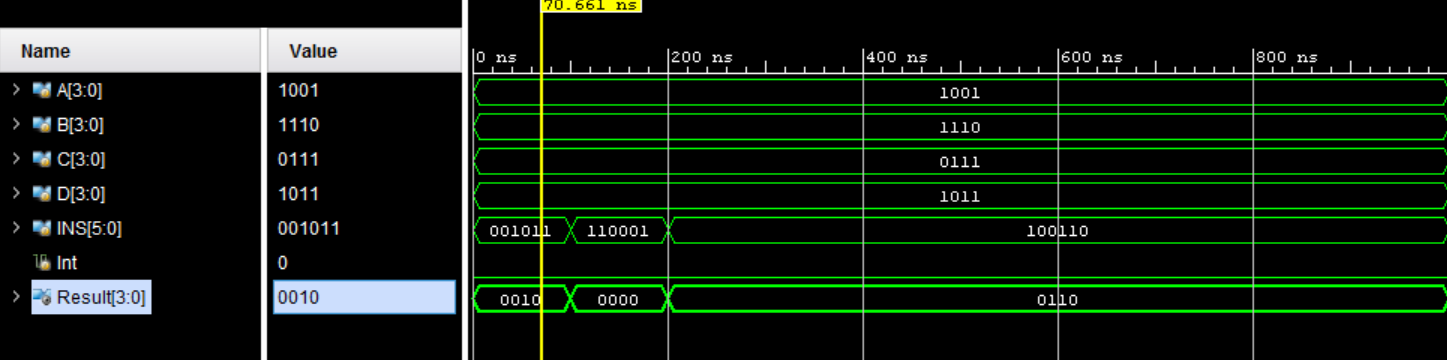 70.661 ns
Name Value 0 ns 200 ns 400 ns 600 ns 800 ns
A[3:0] 1001 1001
B[3:0] 1110 1110
C[3:0] 0111 0111
D[3:0] 1011 1011
INS[5:0] 001011 001011 110001 100110
Int 0
Result[3:0] 0010 0010 0000 0110